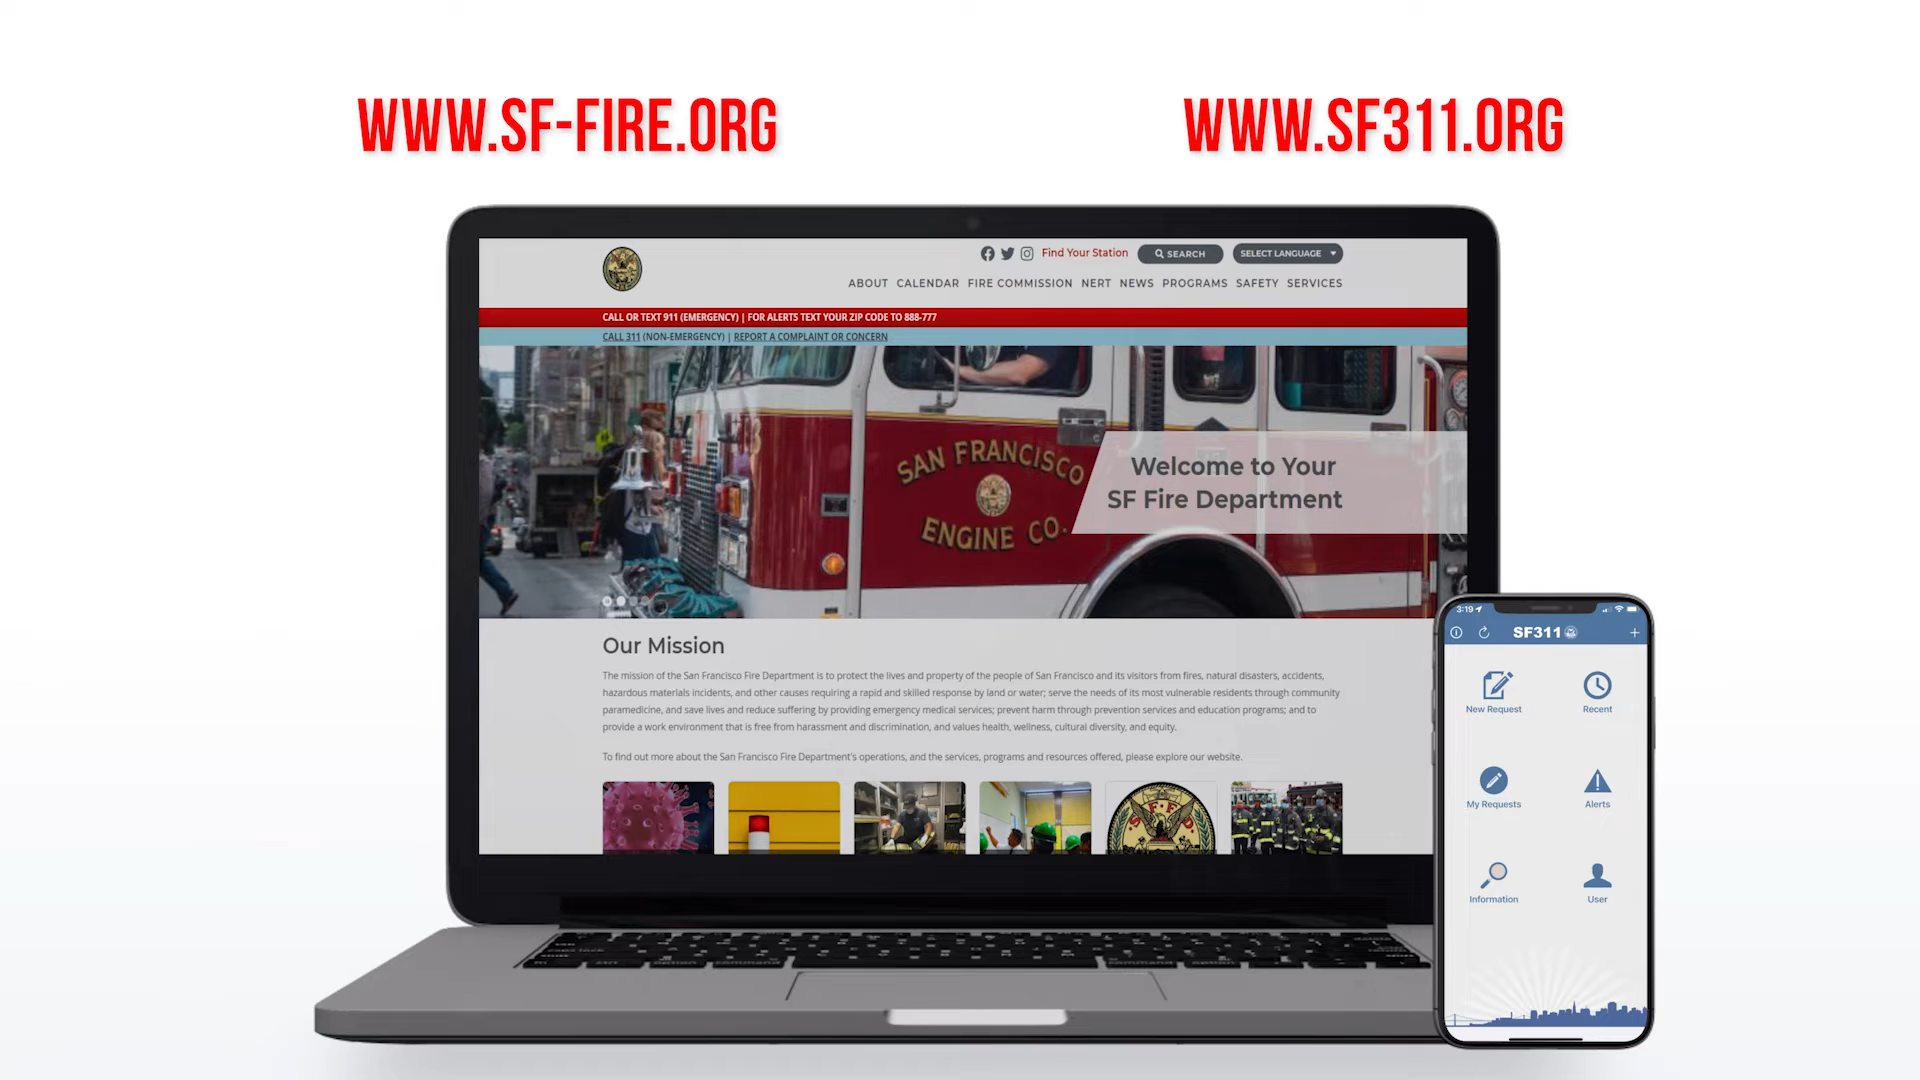 WWW.SF-FIRE.ORG
WWW.SF311.ORG
Find Your Station
SEARCH
SELECT LANGUAGE
ABOUT CALENDAR FIRE COMMISSION NERT NEWS PROGRAMS SAFETY SERVICES
CALL OR TEXT 911 (EMERGENCY) | FOR ALERTS TEXT YOUR ZIP CODE TO 888-777
CALL 311 (NON-EMERGENCY) | REPORT A COMPLAINT OR CONCERN
SAN FRANCISCO
ENGINE CO.
Welcome to Your
SF Fire Department
Our Mission
The mission of the San Francisco Fire Department is to protect the lives and property of the people of San Francisco and its visitors from fires, natural disasters, accidents,
hazardous materials incidents, and other causes requiring a rapid and skilled response by land or water; serve the needs of its most vulnerable residents through community
paramedicine, and save lives and reduce suffering by providing emergency medical services; prevent harm through prevention services and education programs; and to
provide a work environment that is free from harassment and discrimination, and values health, wellness, cultural diversity, and equity.
To find out more about the San Francisco Fire Department's operations, and the services, programs and resources offered, please explore our website.
S.F.F.D
3:19
SF311
New Request
Recent
My Requests
Alerts
Information
User